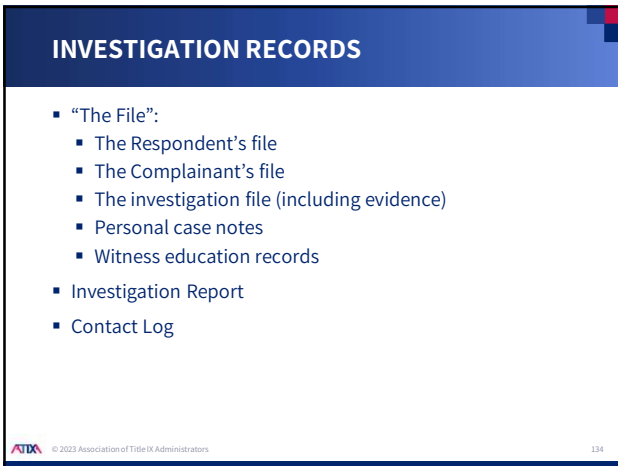 INVESTIGATION RECORDS
▪ “The File”:
▪ The Respondent’s file
▪ The Complainant’s file
▪ The investigation file (including evidence)
▪ Personal case notes
▪ Witness education records
▪ Investigation Report
▪ Contact Log
ATIXA © 2023 Association of Title IX Administrators
134